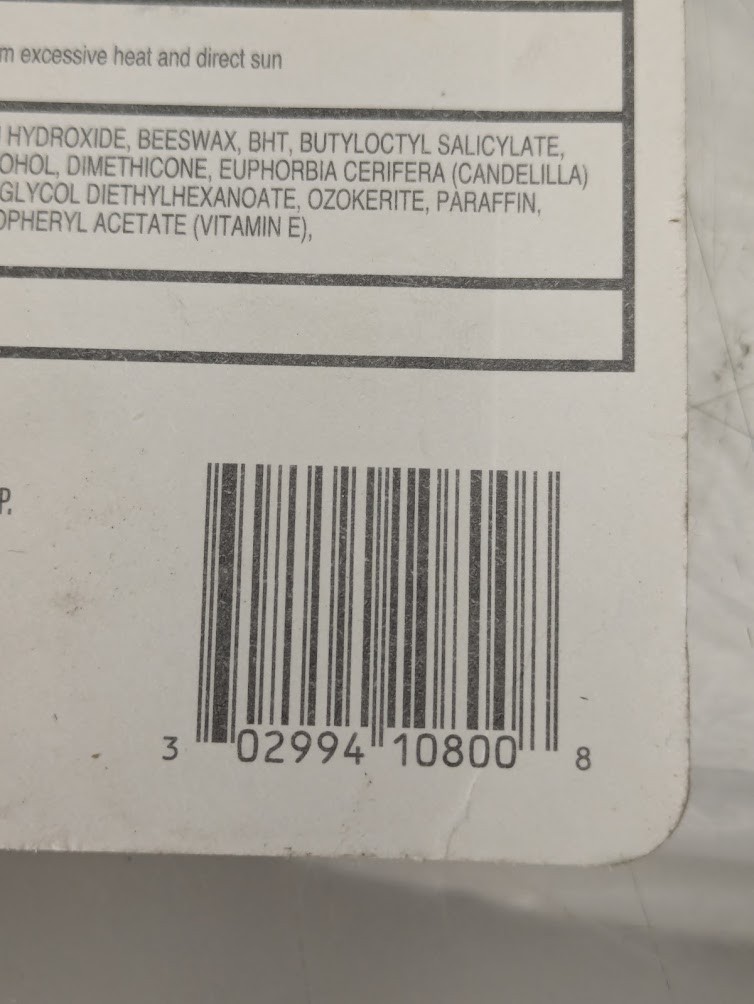 m excessive heat and direct sun
HYDROXIDE, BEESWAX, BHT, BUTYLOCTYL SALICYLATE,
OHOL, DIMETHICONE, EUPHORBIA CERIFERA (CANDELILLA)
GLYCOL DIETHYLHEXANOATE, OZOKERITE, PARAFFIN,
OPHERYL ACETATE (VITAMIN E),
P.
3 02994 10800 8